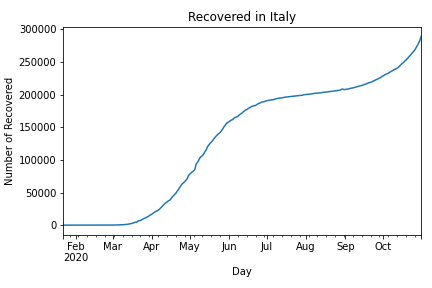 Recovered in Italy
300000
250000
200000
150000
100000
50000
0
Number of Recovered
Feb Mar Apr May Jun Jul Aug Sep Oct
2020
Day